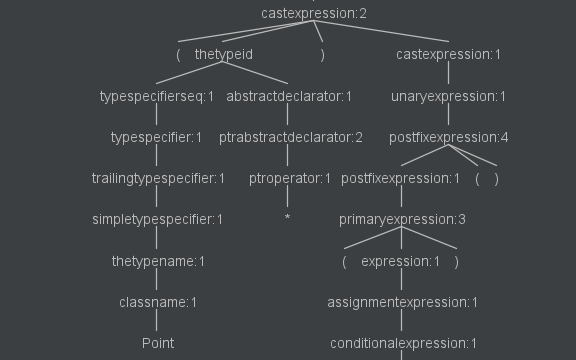 castexpression:2
( thetypeid ) castexpression:1
typespecifierseq:1 abstractdeclarator:1 unaryexpression:1
typespecifier:1 ptrabstractdeclarator:2 postfixexpression:4
trailingtypespecifier:1 ptroperator:1 postfixexpression:1 ( )
simpletypespecifier:1 * primaryexpression:3
thetypename:1 ( expression:1 )
classname:1 assignmentexpression:1
Point conditionalexpression:1